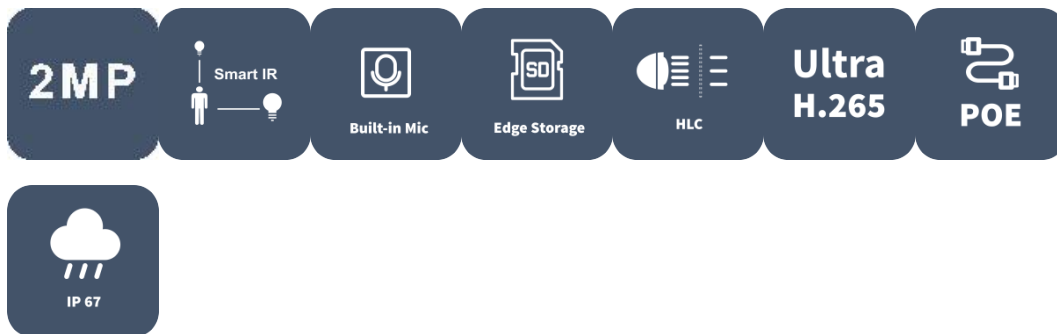 2MP
Smart IR
Built-in Mic
SD
Edge Storage
HLC
Ultra
H.265
POE
IP 67